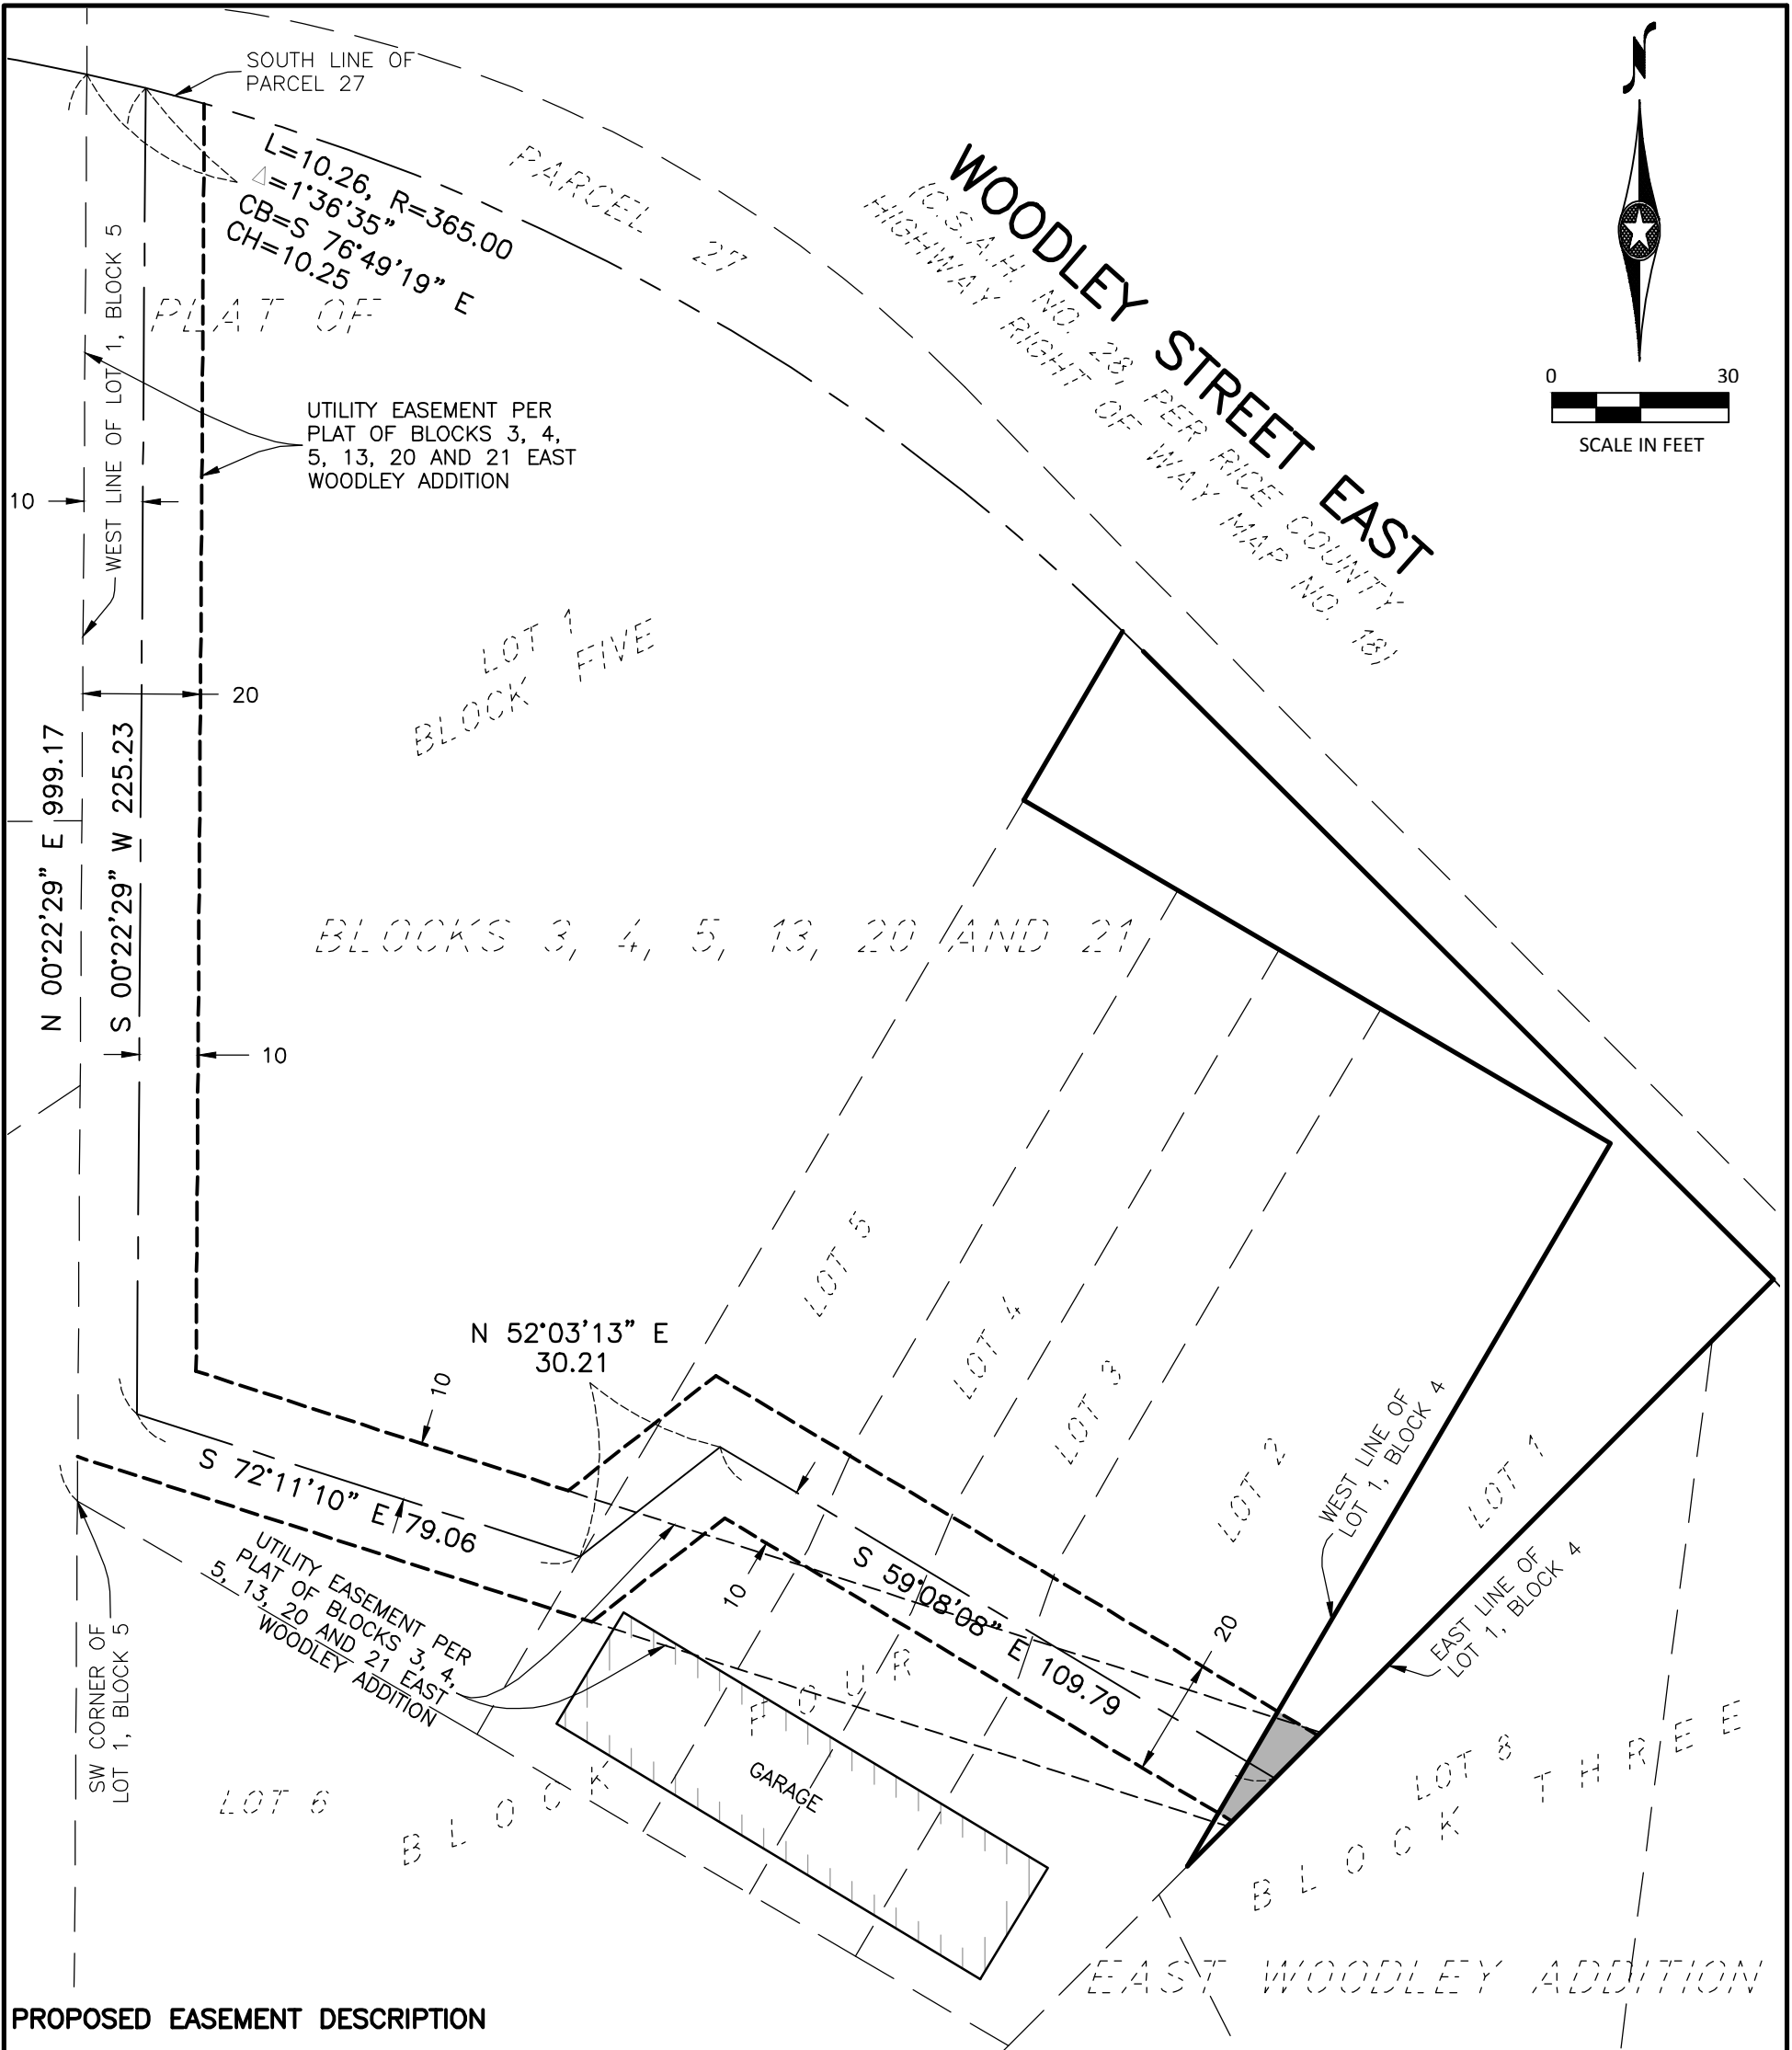 SOUTH LINE OF
PARCEL 27
L=10.26, R=365.00
△=1°36'35”
CB=S 76°49'19” E
CH=10.25
PARCEL 27
WOODLEY STREET EAST
(C.S.A.H. NO. 28, PER RICE COUNTY
HIGHWAY RIGHT OF WAY MAP NO. 18)
N
0 30
SCALE IN FEET
PLAT OF
WEST LINE OF LOT 1, BLOCK 5
UTILITY EASEMENT PER
PLAT OF BLOCKS 3, 4,
5, 13, 20 AND 21 EAST
WOODLEY ADDITION
10
LOT 1
BLOCK FIVE
20
N 00°22'29” E 999.17
S 00°22'29” W 225.23
BLOCKS 3, 4, 5, 13, 20 AND 21
10
LOT 5
LOT 4
LOT 3
LOT 2
LOT 1
N 52°03'13” E
30.21
10
WEST LINE OF
LOT 1, BLOCK 4
EAST LINE OF
LOT 1, BLOCK 4
S 72°11'10” E 79.06
UTILITY EASEMENT PER
PLAT OF BLOCKS 3, 4,
5, 13, 20 AND 21 EAST
WOODLEY ADDITION
SW CORNER OF
LOT 1, BLOCK 5
10
S 59°08'08” E 109.79
20
GARAGE
LOT 6
BLOCK FOUR
LOT 8
BLOCK THREE
EAST WOODLEY ADDITION
PROPOSED EASEMENT DESCRIPTION